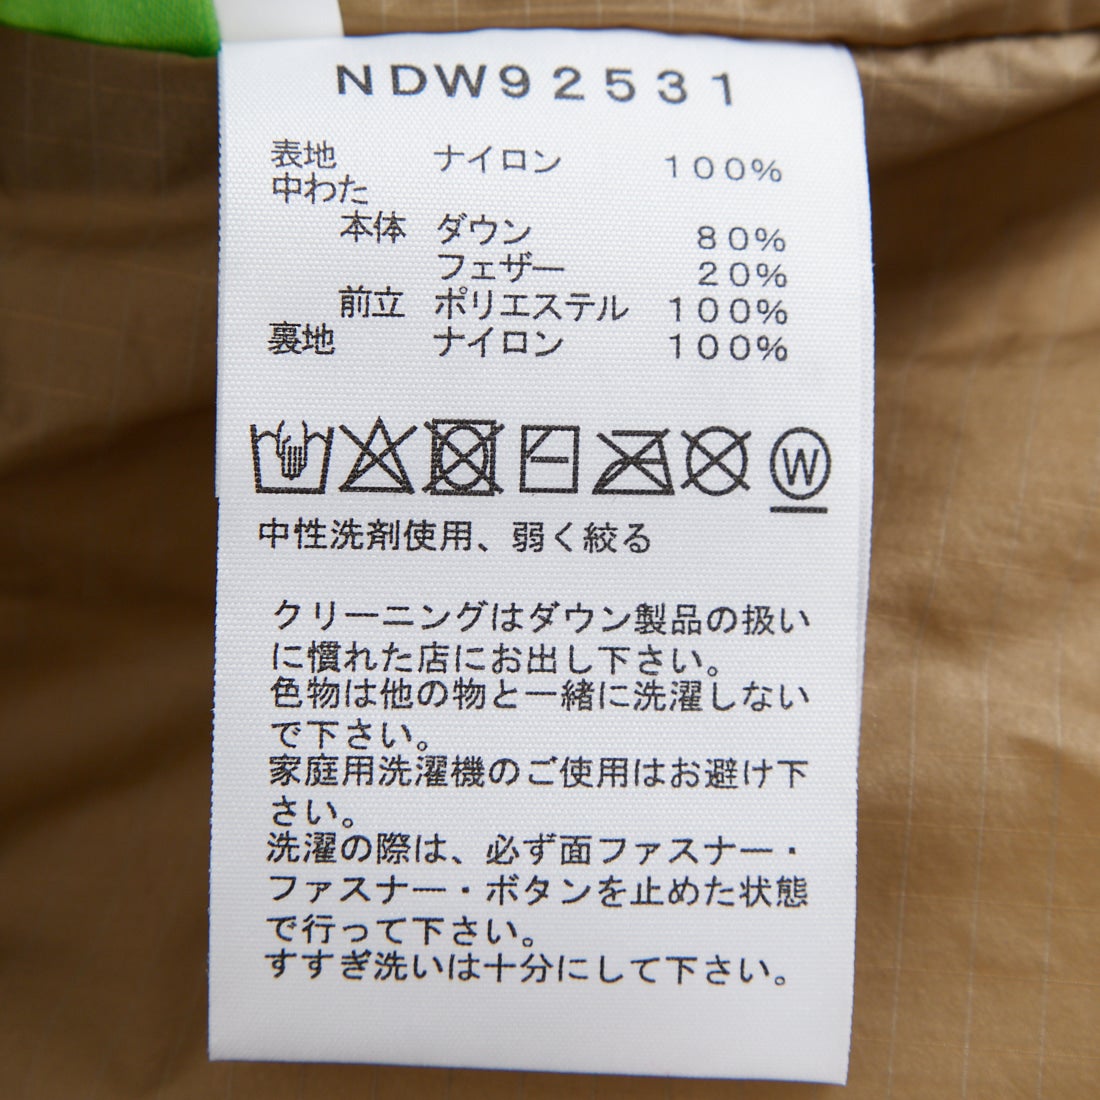 NDW92531
表地 ナイロン 100%
中わた
本体 ダウン 80%
フェザー 20%
前立 ポリエステル 100%
裏地 ナイロン 100%
W
中性洗剤使用、弱く絞る
クリーニングはダウン製品の扱い
に慣れた店にお出し下さい。
色物は他の物と一緒に洗濯しない
で下さい。
家庭用洗濯機のご使用はお避け下
さい。
洗濯の際は、必ず面ファスナー・
ファスナー・ボタンを止めた状態
で行って下さい。
すすぎ洗いは十分にして下さい。